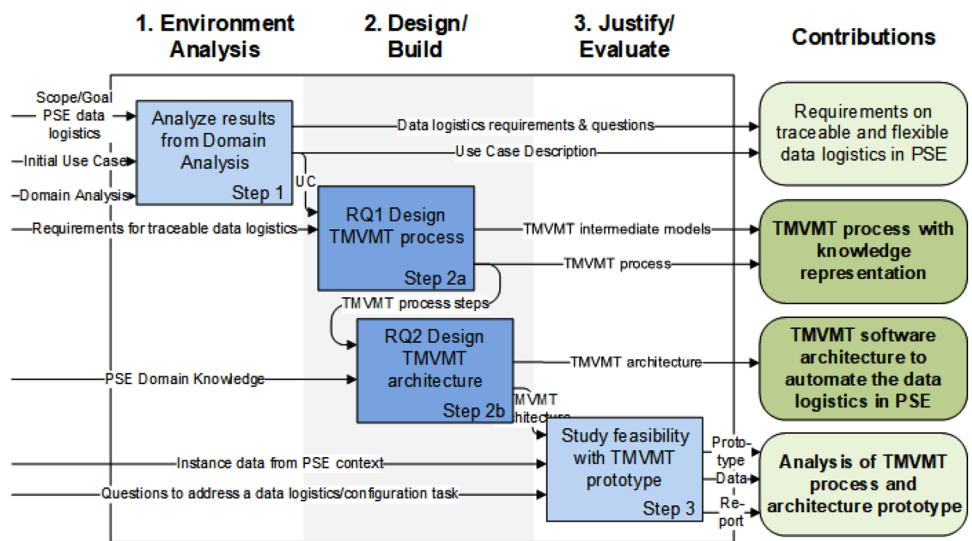 1. Environment
Analysis
2. Design/
Build
3. Justify/
Evaluate
Contributions
Scope/Goal
PSE data
logistics
Initial Use Case
Domain Analysis
Analyze results
from Domain
Analysis
Step 1
Data logistics requirements & questions
Use Case Description
UC
Requirements on
traceable and flexible
data logistics in PSE
Requirements for traceable data logistics
RQ1 Design
TMVMT process
Step 2a
TMVMT intermediate models
TMVMT process
TMVMT process with
knowledge
representation
TMVMT process steps
PSE Domain Knowledge
RQ2 Design
TMVMT
architecture
Step 2b
TMVMT architecture
TMVMT software
architecture to
automate the data
logistics in PSE
Instance data from PSE context
Questions to address a data logistics/configuration task
Study feasibility
with TMVMT
prototype
Step 3
Proto-
type
Data
Re-
port
Analysis of TMVMT
process and
architecture prototype